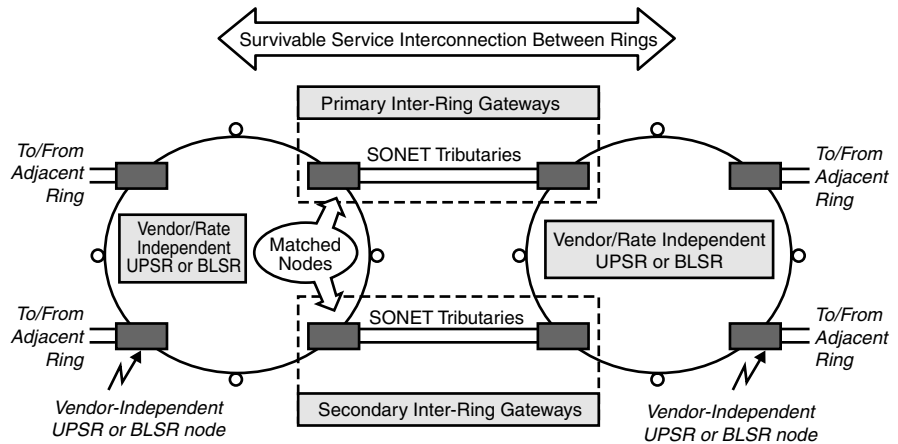 Survivable Service Interconnection Between Rings
Primary Inter-Ring Gateways
To/From
Adjacent
Ring
SONET Tributaries
To/From
Adjacent
Ring
Vendor/Rate
Independent
UPSR or BLSR
Matched
Nodes
Vendor/Rate Independent
UPSR or BLSR
To/From
Adjacent
Ring
SONET Tributaries
To/From
Adjacent
Ring
Vendor-Independent
UPSR or BLSR node
Secondary Inter-Ring Gateways
Vendor-Independent
UPSR or BLSR node